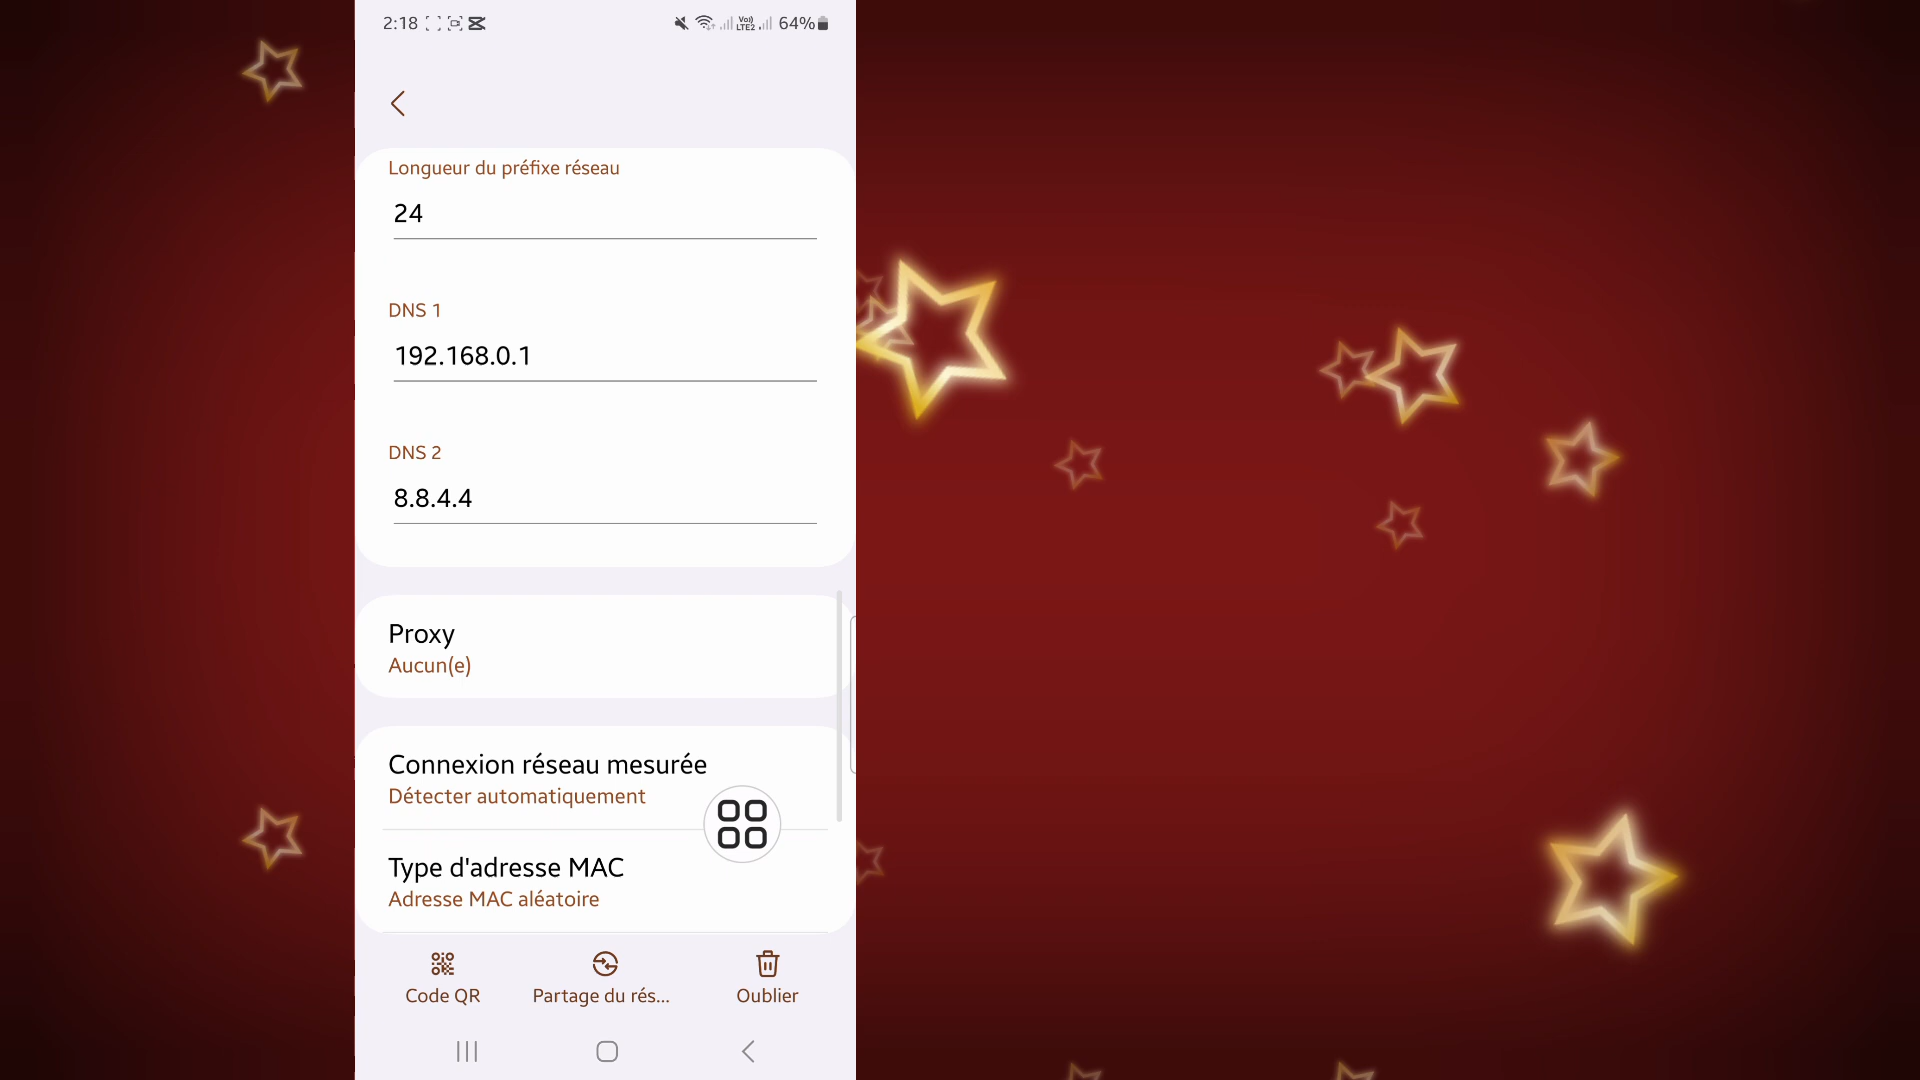 2:18
Vo))
LTE2
64%
Longueur du préfixe réseau
24
DNS 1
192.168.0.1
DNS 2
8.8.4.4
Proxy
Aucun(e)
Connexion réseau mesurée
Détecter automatiquement
Type d'adresse MAC
Adresse MAC aléatoire
Code QR
Partage du rés...
Oublier